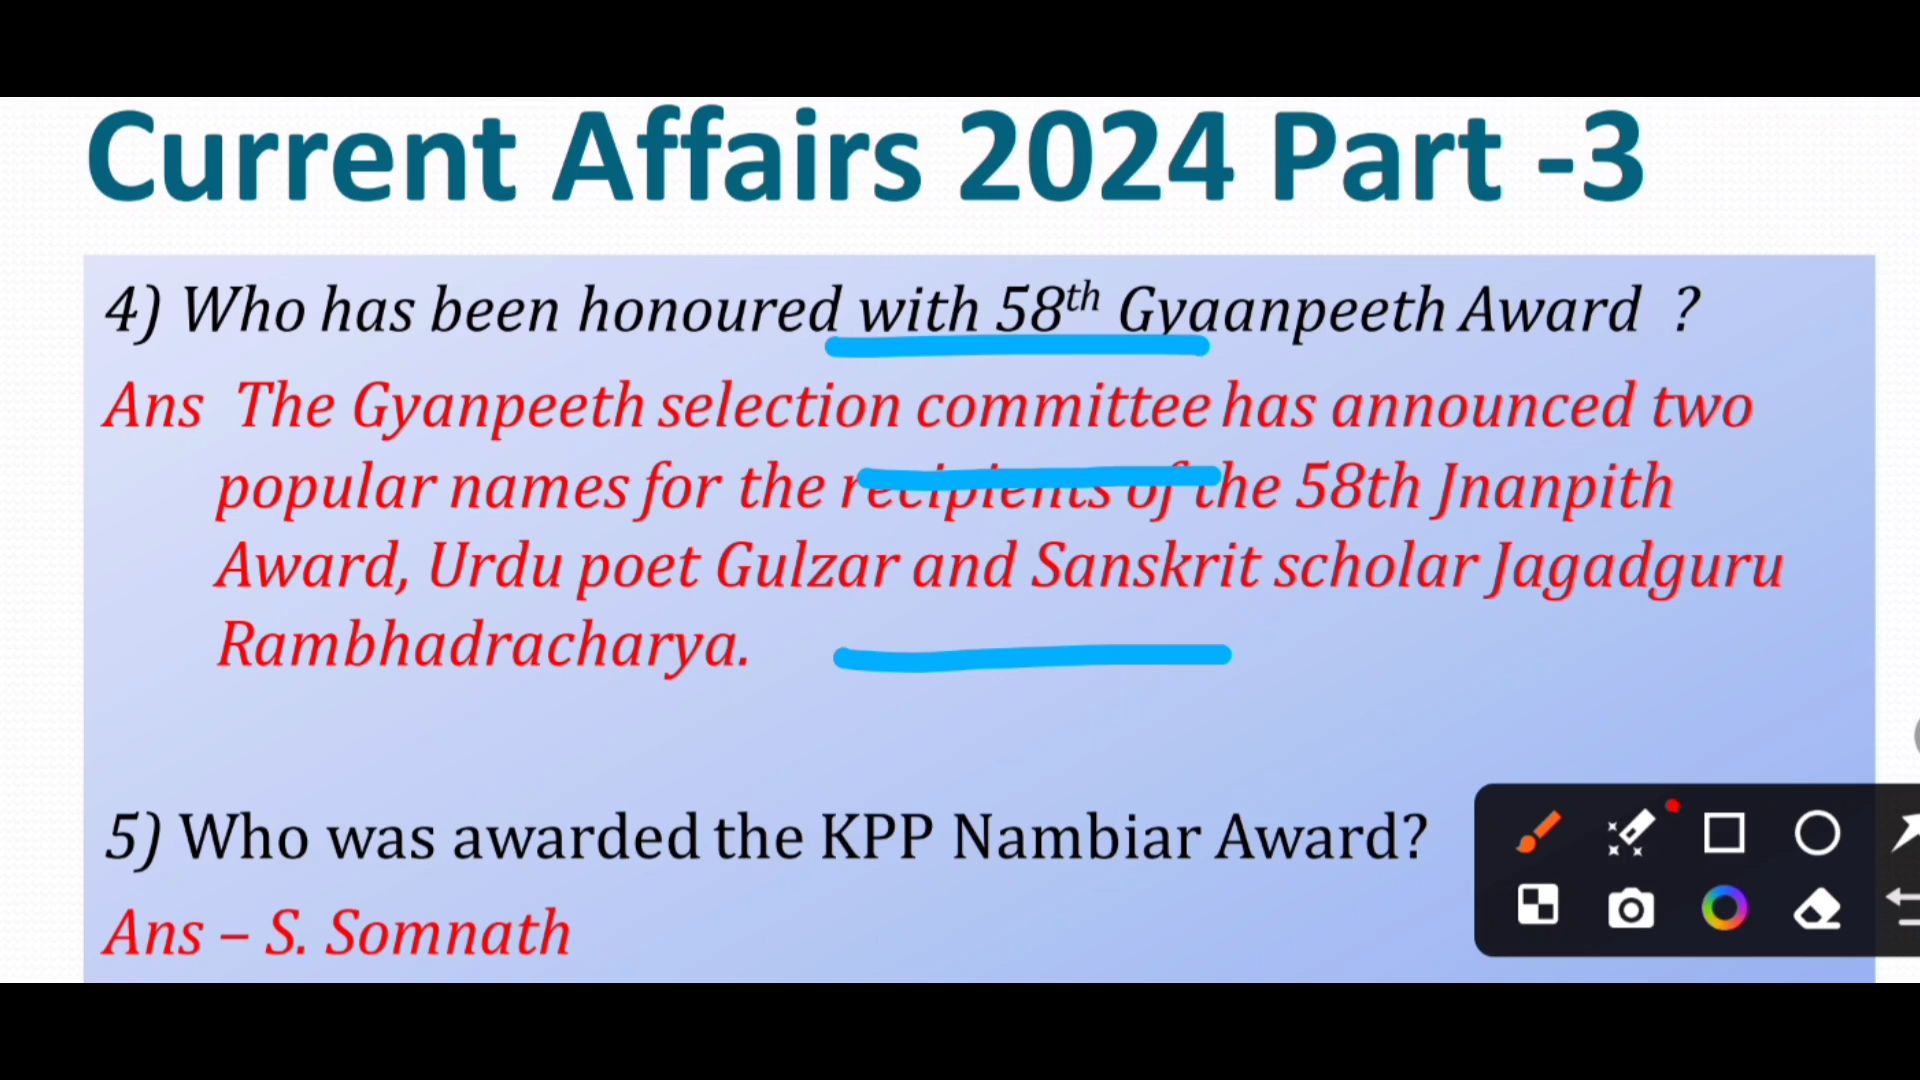 Current Affairs 2024 Part -3
4) Who has been honoured with 58th Gyaanpeeth Award ?
Ans The Gyanpeeth selection committee has announced two
popular names for the recipients of the 58th Jnanpith
Award, Urdu poet Gulzar and Sanskrit scholar Jagadguru
Rambhadracharya.
5) Who was awarded the KPP Nambiar Award?
Ans – S. Somnath